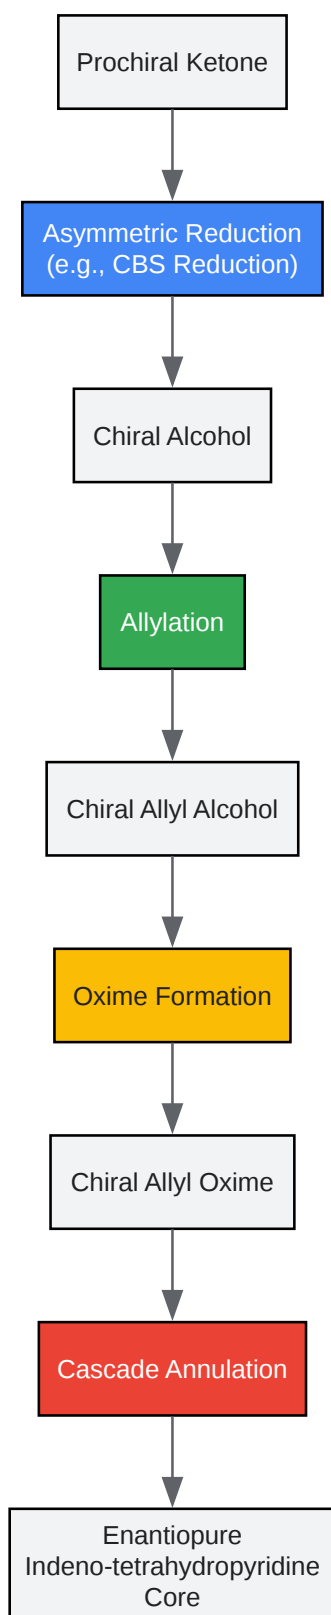 Prochiral Ketone
Asymmetric Reduction
(e.g., CBS Reduction)
Chiral Alcohol
Allylation
Chiral Allyl Alcohol
Oxime Formation
Chiral Allyl Oxime
Cascade Annulation
Enantiopure
Indeno-tetrahydropyridine
Core